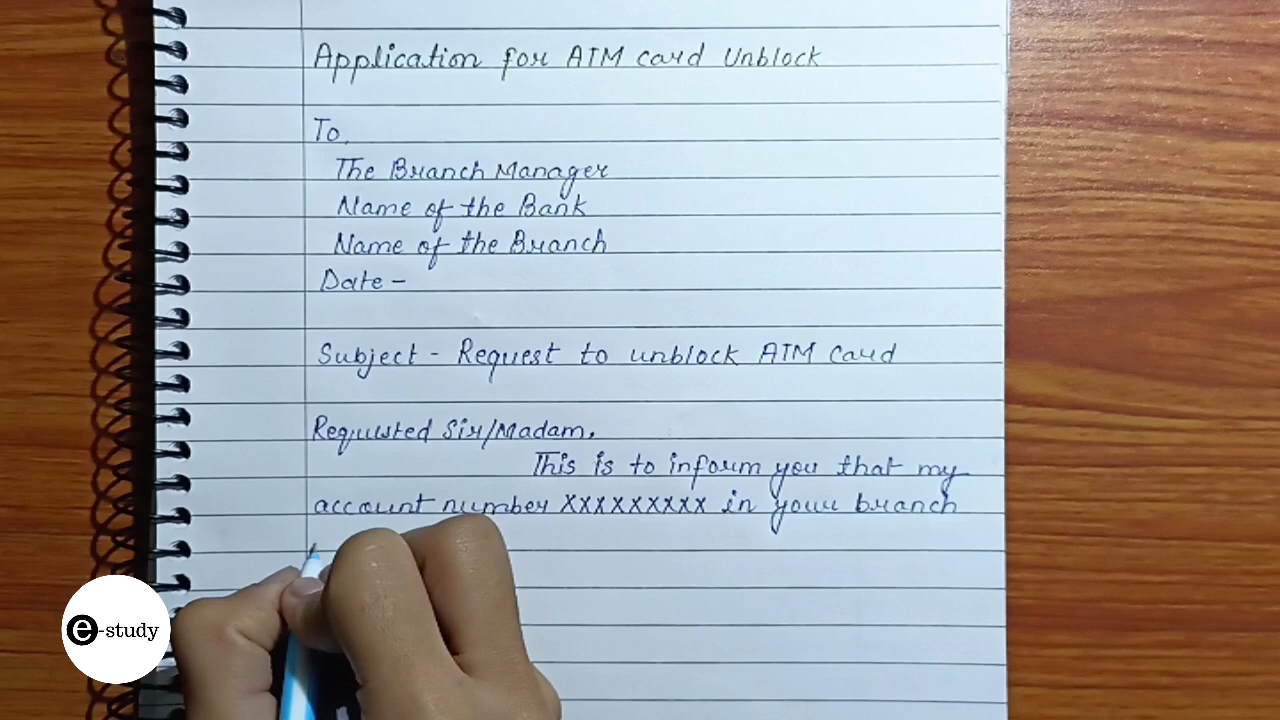 Application for ATM card Unblock
To,
The Branch Manager
Name of the Bank
Name of the Branch
Date -
Subject - Request to unblock ATM Card
Requested Sir/Madam,
This is to inform you that my
account number XXXXXXXXX in your branch
e-study